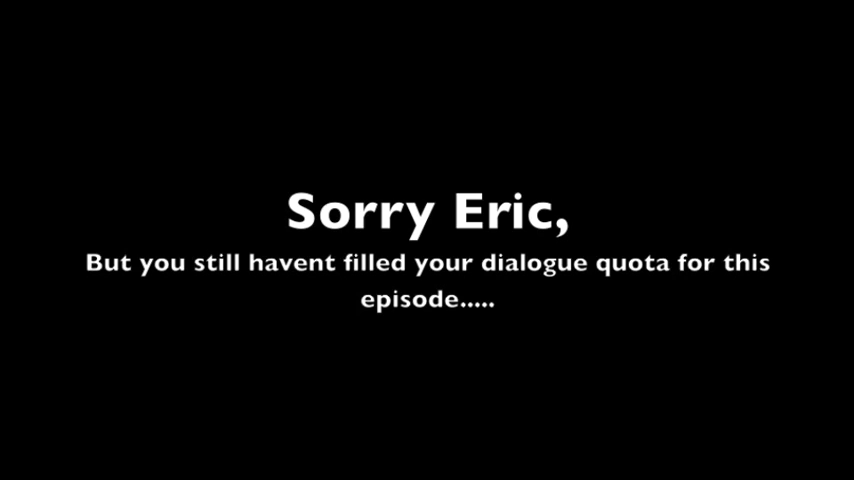 Sorry Eric,
But you still havent filled your dialogue quota for this
episode.....